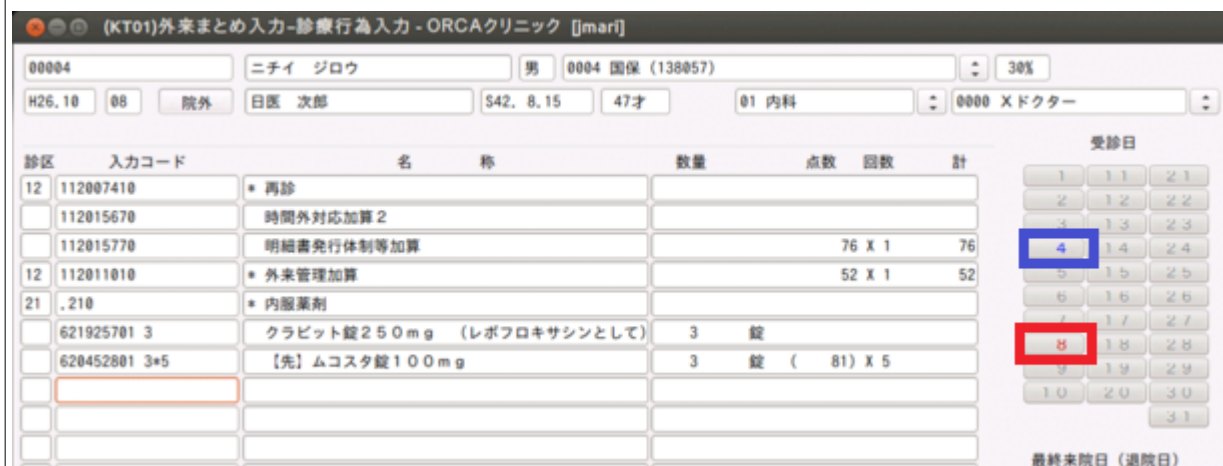 (KT01)外来まとめ入力-診療行為入力 - ORCAクリニック [jmari]
00004 ニチイ ジロウ 男 0004 国保 (138057) 30%
H26.10 08 院外 日医 次郎 S42. 8.15 47才 01 内科 0000 Xドクター
受診日
診区 入力コード 名 称 数量 点数 回数 計
12 112007410 * 再診
112015670 時間外対応加算2
112015770 明細書発行体制等加算 76 X 1 76
12 112011010 * 外来管理加算 52 X 1 52
21 .210 * 内服薬剤
621925701 3 クラビット錠250mg (レボフロキサシンとして) 3 錠
620452801 3*5 【先】ムコスタ錠100mg 3 錠 ( 81) X 5
1 11 21
2 12 22
3 13 23
4 14 24
5 15 25
6 16 26
7 17 27
8 18 28
9 19 29
10 20 30
31
最終来院日(退院日)